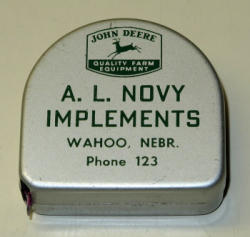 JOHN DEERE
QUALITY FARM
EQUIPMENT
A. L. NOVY
IMPLEMENTS
WAHOO, NEBR.
Phone 123